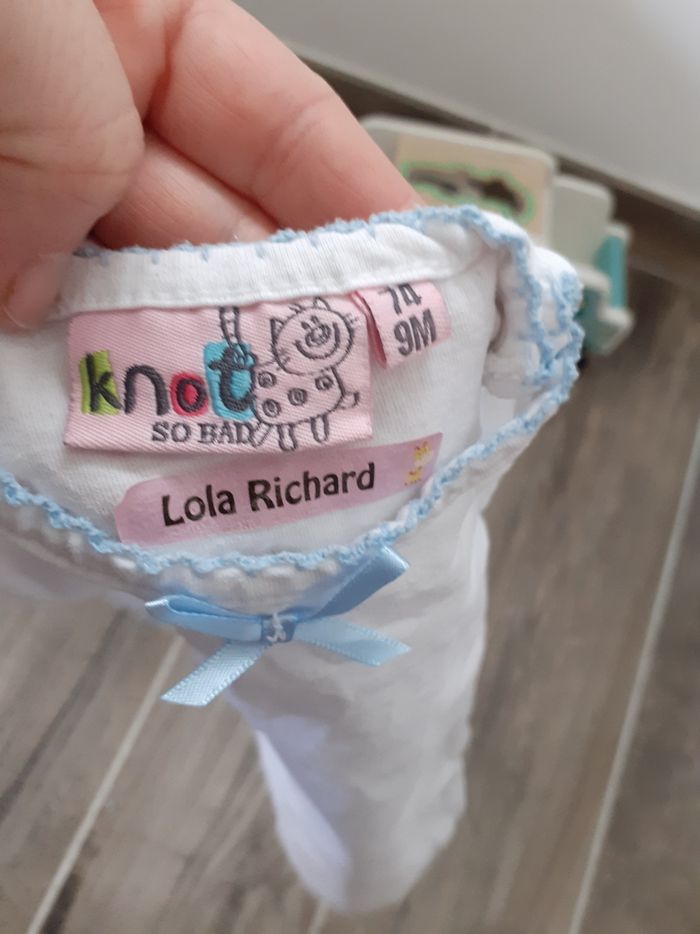 knot
SO BAD
74
9M
Lola Richard